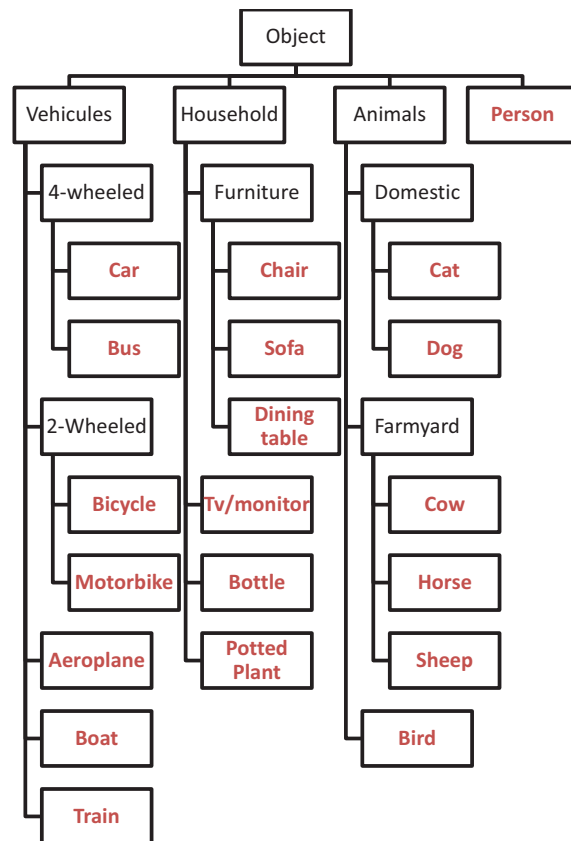 Object
Vehicules
Household
Animals
Person
4-wheeled
Furniture
Domestic
Car
Chair
Cat
Bus
Sofa
Dog
2-Wheeled
Dining
table
Farmyard
Bicycle
Tv/monitor
Cow
Motorbike
Bottle
Horse
Aeroplane
Potted
Plant
Sheep
Boat
Bird
Train